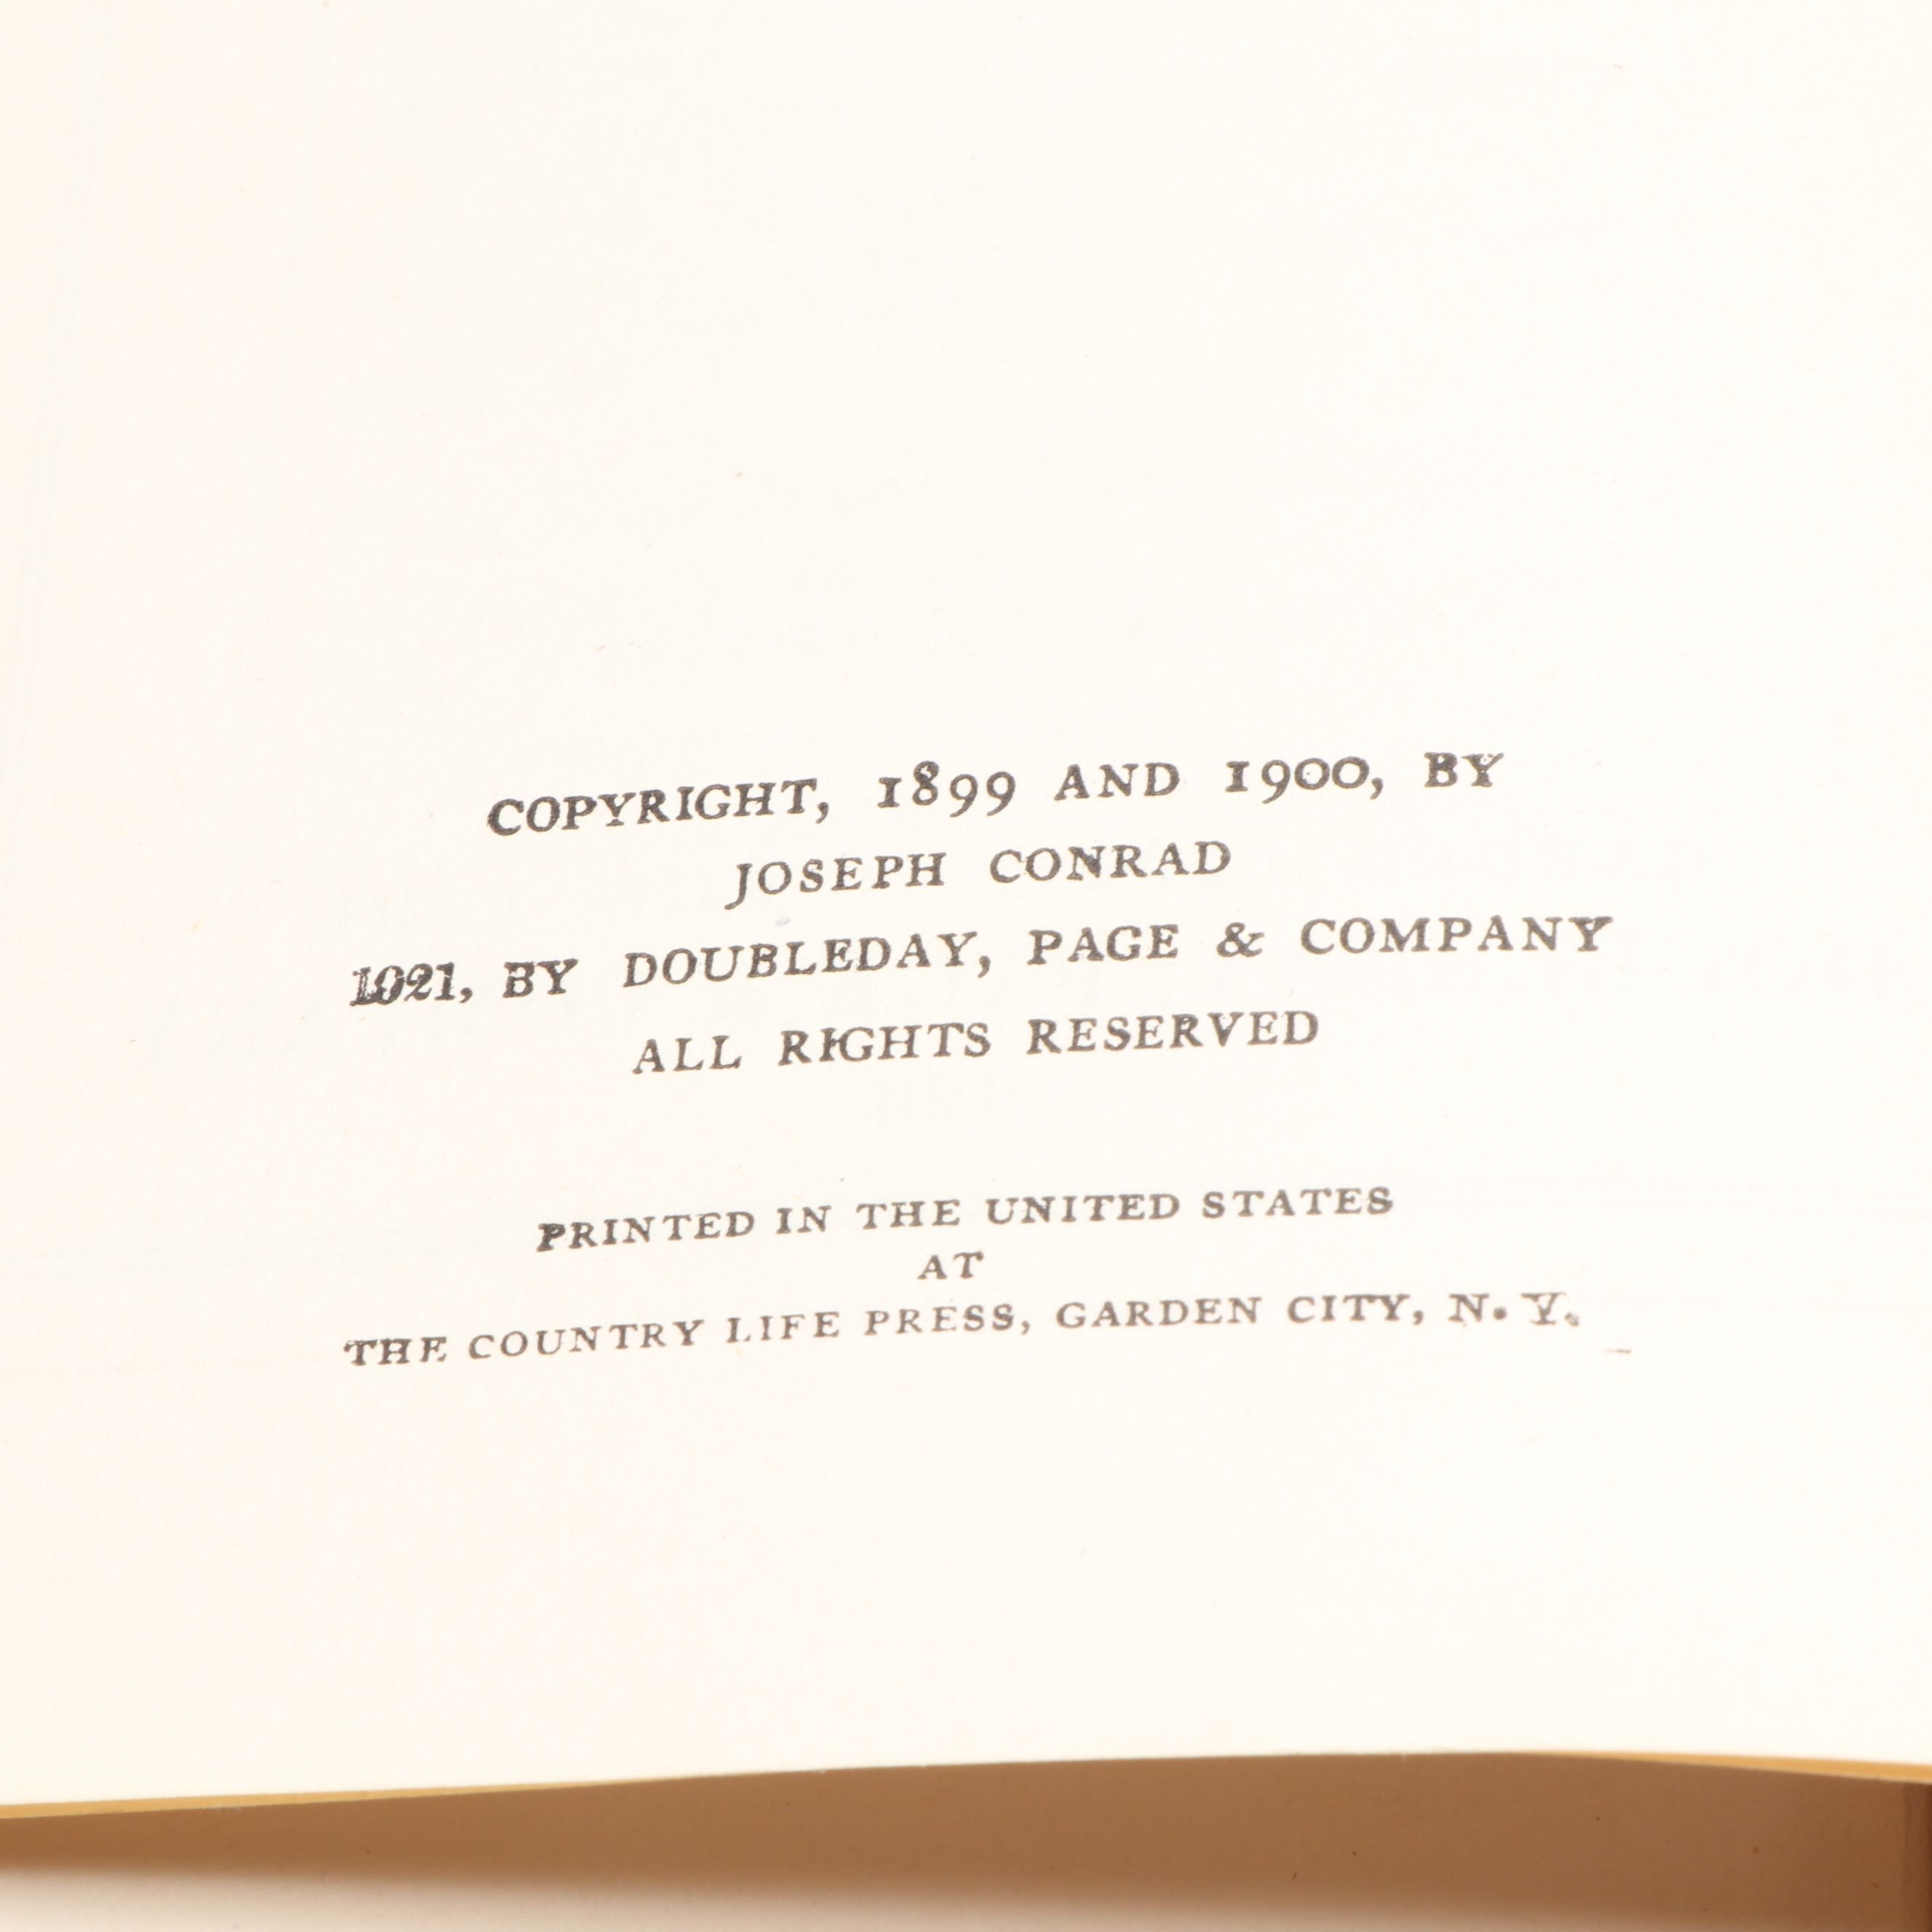 COPYRIGHT, 1899 AND 1900, BY
JOSEPH CONRAD
1921, BY DOUBLEDAY, PAGE & COMPANY
ALL RIGHTS RESERVED
PRINTED IN THE UNITED STATES
AT
THE COUNTRY LIFE PRESS, GARDEN CITY, N. Y.